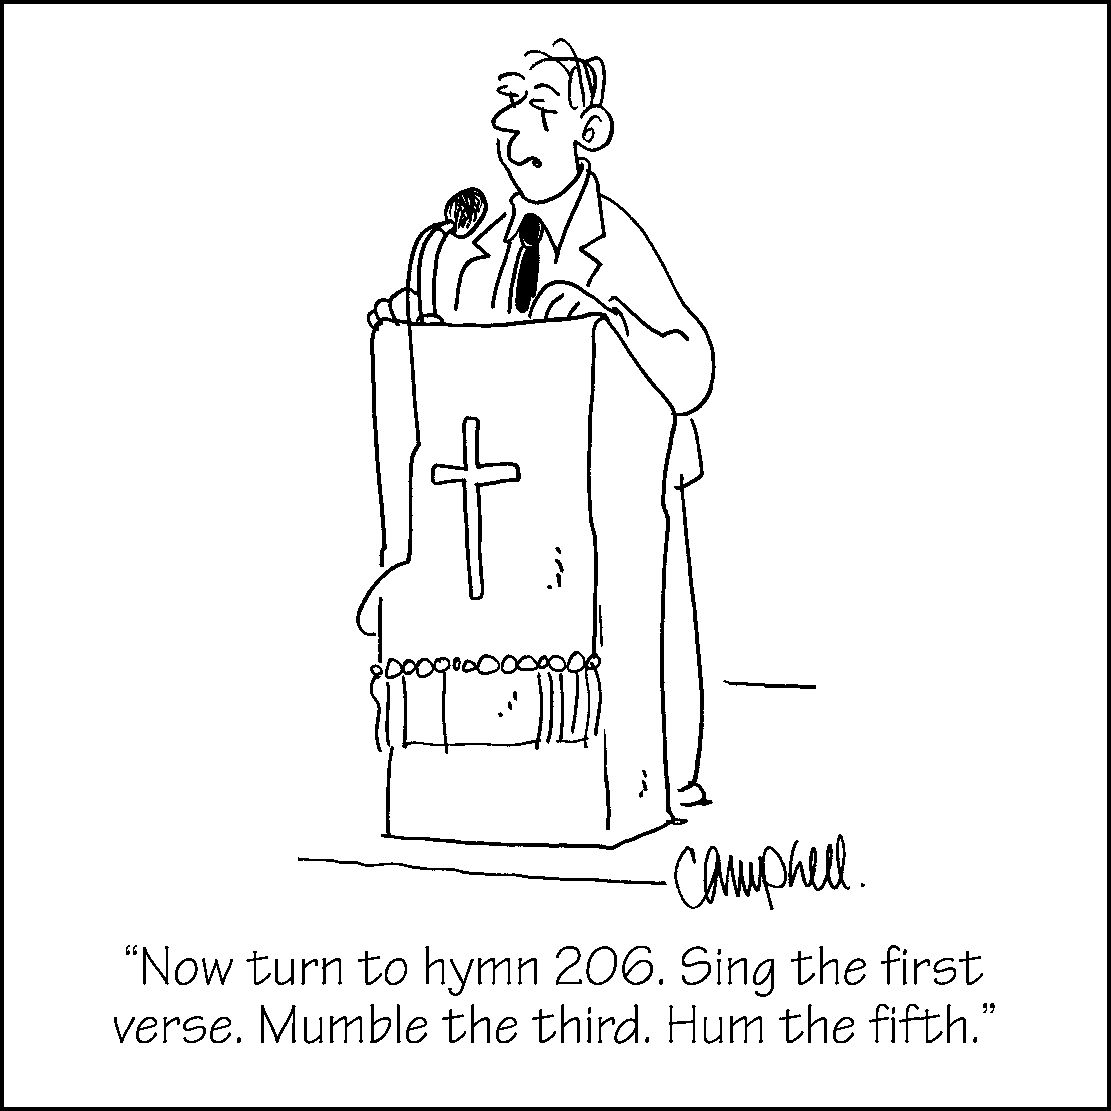 Campbell.
“Now turn to hymn 206. Sing the first
verse. Mumble the third. Hum the fifth.”